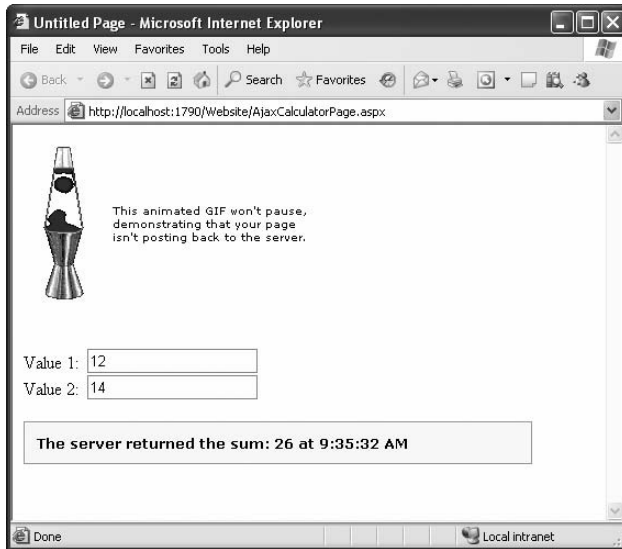 Untitled Page - Microsoft Internet Explorer
File Edit View Favorites Tools Help
Back Search Favorites
Address http://localhost:1790/Website/AjaxCalculatorPage.aspx
This animated GIF won't pause,
demonstrating that your page
isn't posting back to the server.
Value 1: 12
Value 2: 14
The server returned the sum: 26 at 9:35:32 AM
Done Local intranet